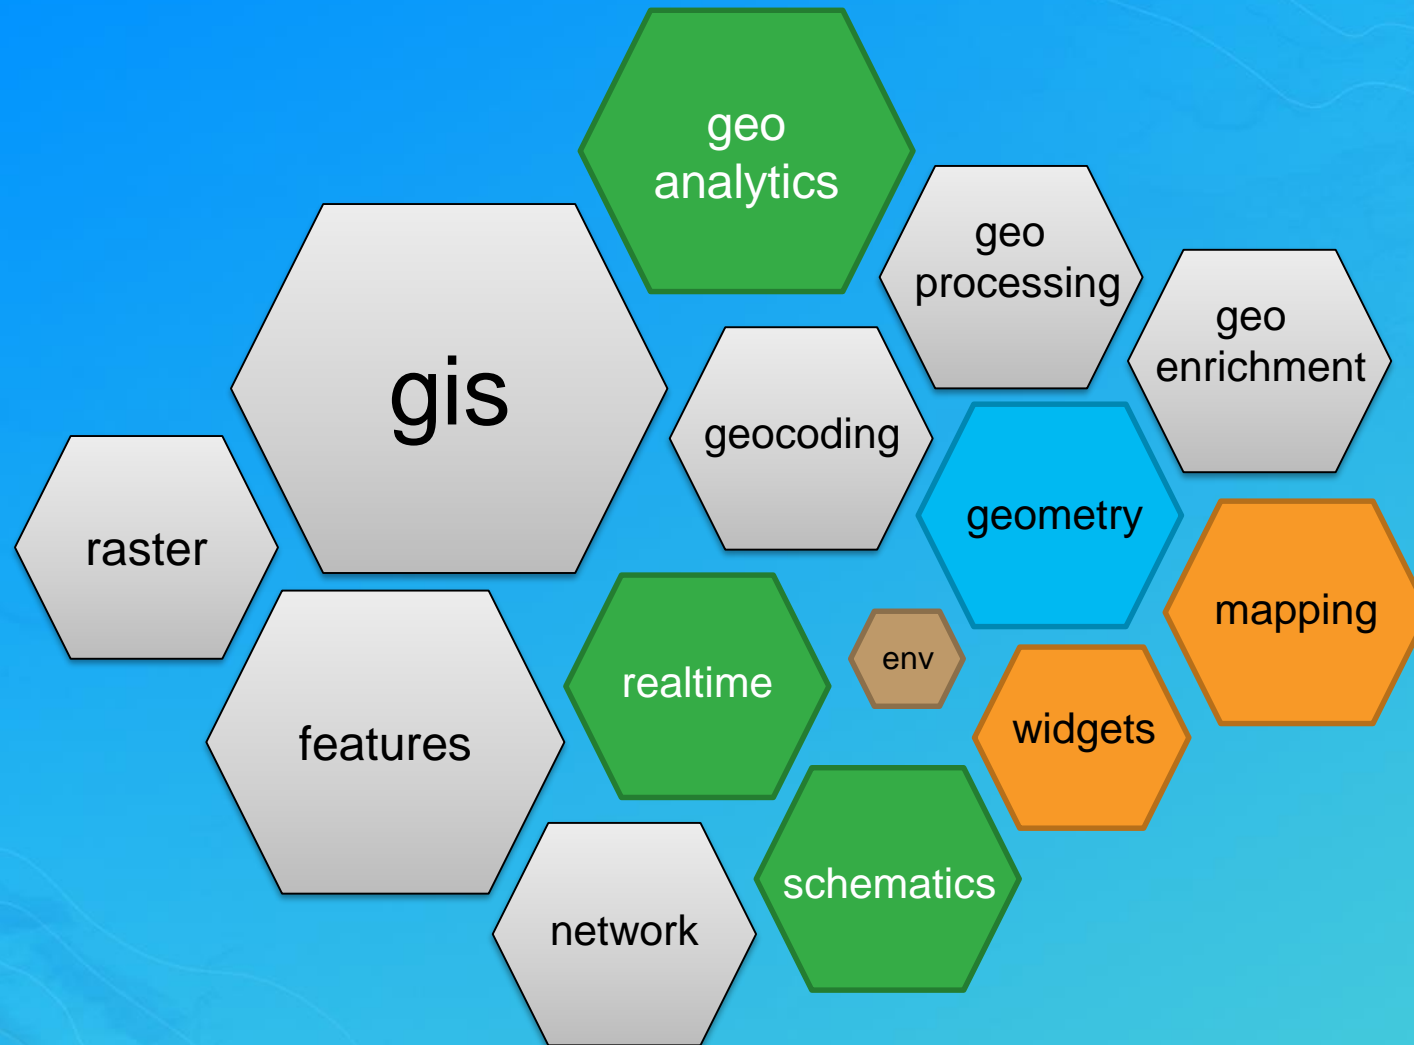 geo
analytics
geo
processing
geo
enrichment
gis
geocoding
geometry
raster
mapping
realtime
env
widgets
features
schematics
network